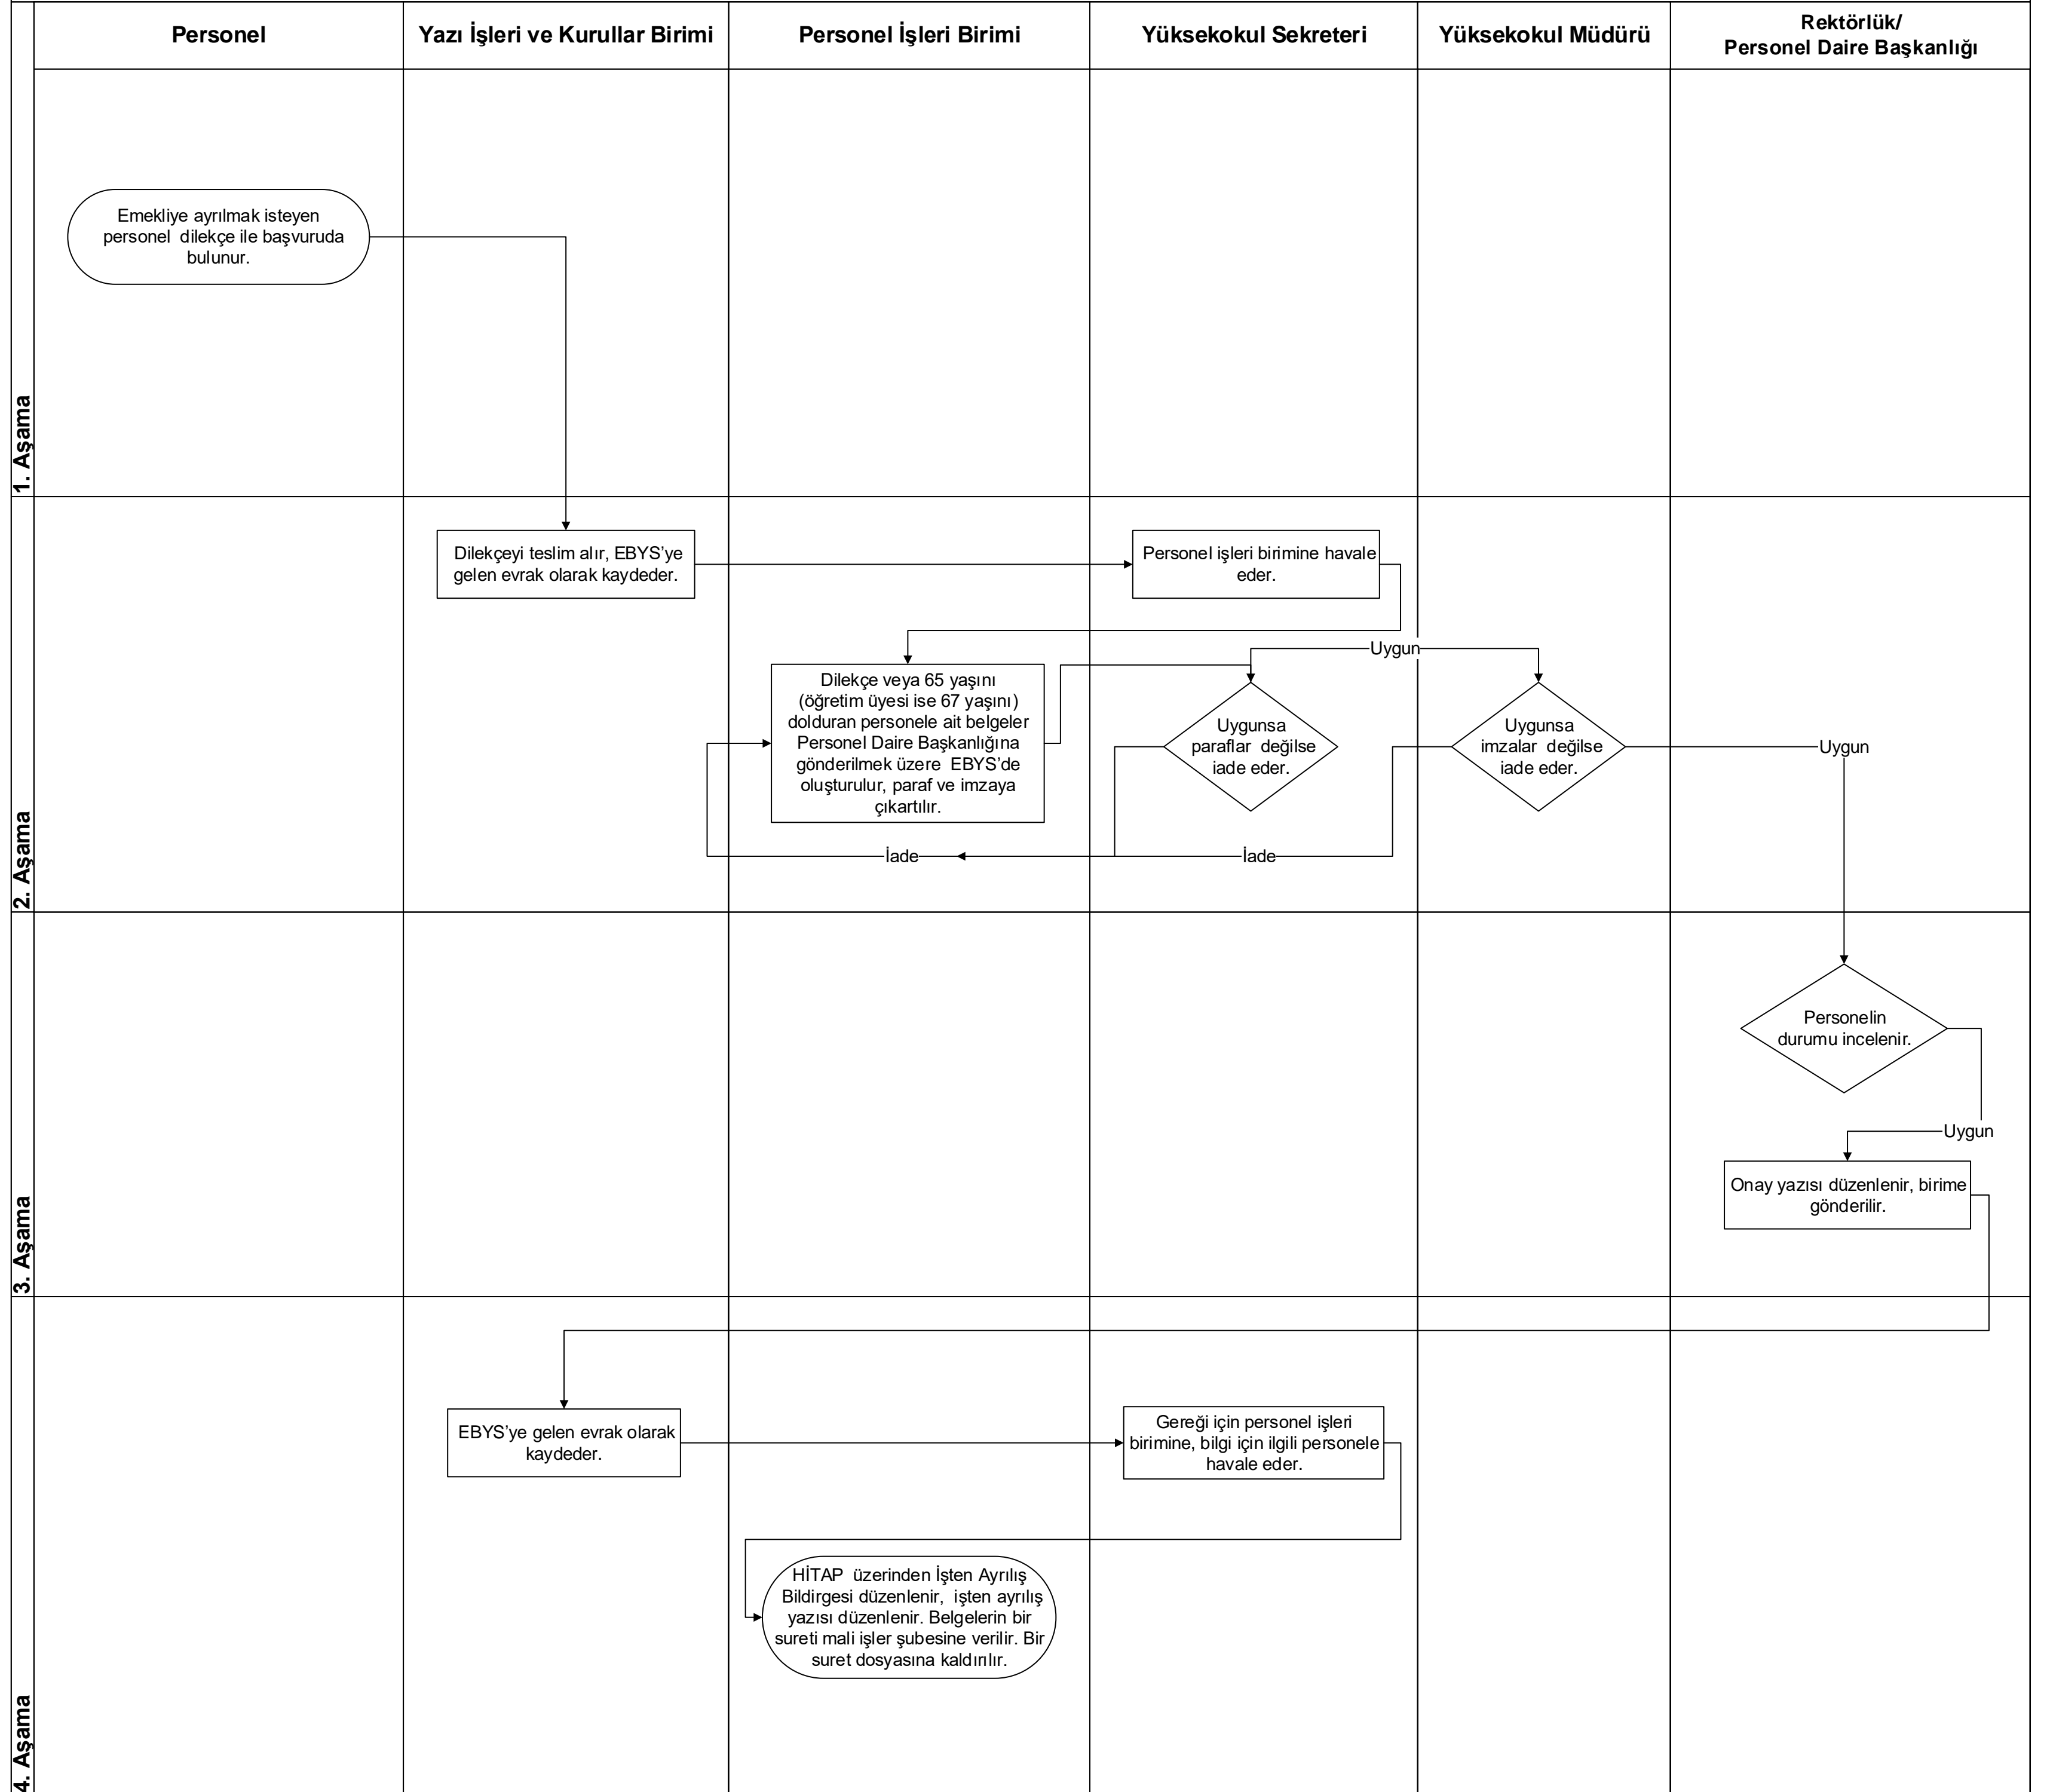 Personel
Yazı İşleri ve Kurullar Birimi
Personel İşleri Birimi
Yüksekokul Sekreteri
Yüksekokul Müdürü
Rektörlük/
Personel Daire Başkanlığı
1. Aşama
Emekliye ayrılmak isteyen
personel dilekçe ile başvuruda
bulunur.
2. Aşama
Dilekçeyi teslim alır, EBYS’ye
gelen evrak olarak kaydeder.
Personel işleri birimine havale
eder.
Uygun
Dilekçe veya 65 yaşını
(öğretim üyesi ise 67 yaşını)
dolduran personele ait belgeler
Personel Daire Başkanlığına
gönderilmek üzere EBYS’de
oluşturulur, paraf ve imzaya
çıkartılır.
Uygunsa
paraflar değilse
iade eder.
Uygunsa
imzalar değilse
iade eder.
Uygun
İade
İade
3. Aşama
Personelin
durumu incelenir.
Uygun
Onay yazısı düzenlenir, birime
gönderilir.
4. Aşama
EBYS’ye gelen evrak olarak
kaydeder.
Gereği için personel işleri
birimine, bilgi için ilgili personele
havale eder.
HİTAP üzerinden İşten Ayrılış
Bildirgesi düzenlenir, işten ayrılış
yazısı düzenlenir. Belgelerin bir
sureti mali işler şubesine verilir. Bir
suret dosyasına kaldırılır.